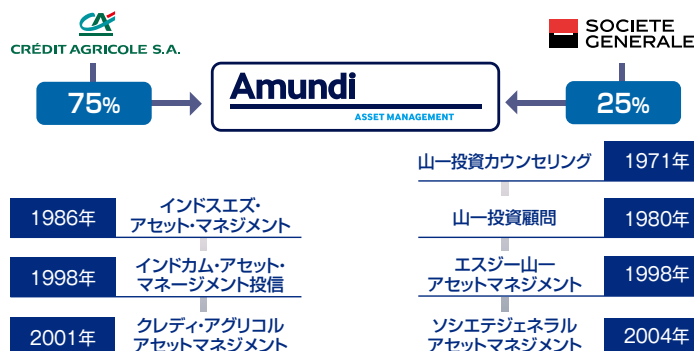 CRÉDIT AGRICOLE S.A.
SOCIETE
GENERALE
75%
Amundi
ASSET MANAGEMENT
25%
山一投資カウンセリング 1971年
1986年
インドスエズ・
アセット・マネジメント
山一投資顧問 1980年
1998年
インドカム・アセット・
マネージメント投信
エスジー山一
アセットマネジメント
1998年
2001年
クレディ・アグリコル
アセットマネジメント
ソシエテジェネラル
アセットマネジメント
2004年